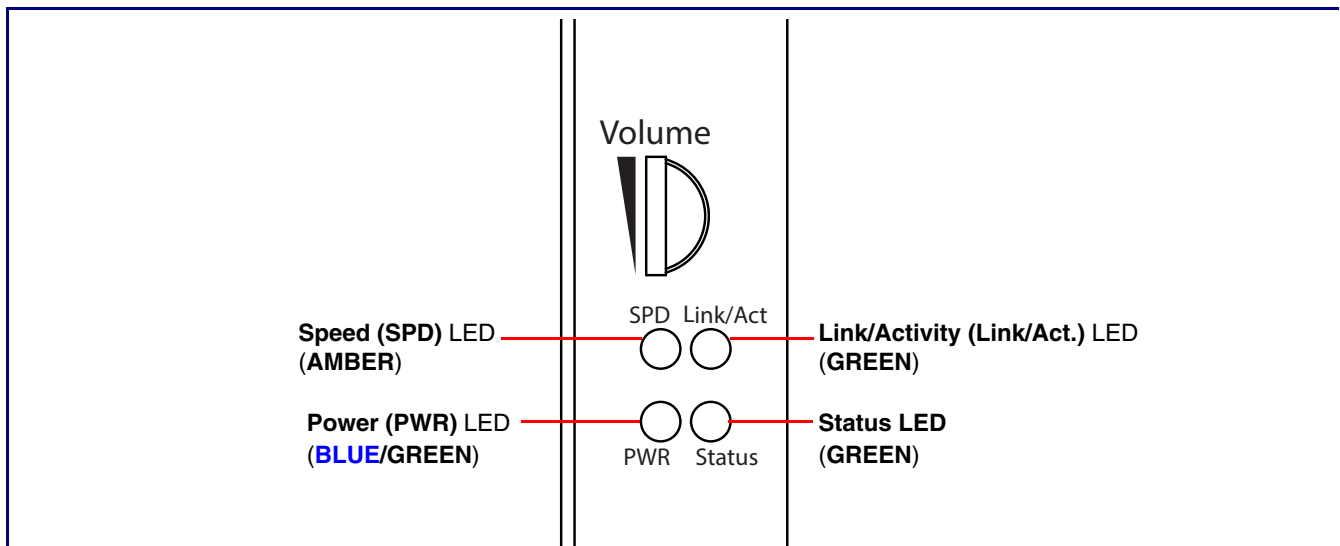 Volume
SPD Link/Act
Speed (SPD) LED
(AMBER)
Link/Activity (Link/Act.) LED
(GREEN)
Power (PWR) LED
(BLUE/GREEN)
Status LED
(GREEN)
PWR Status